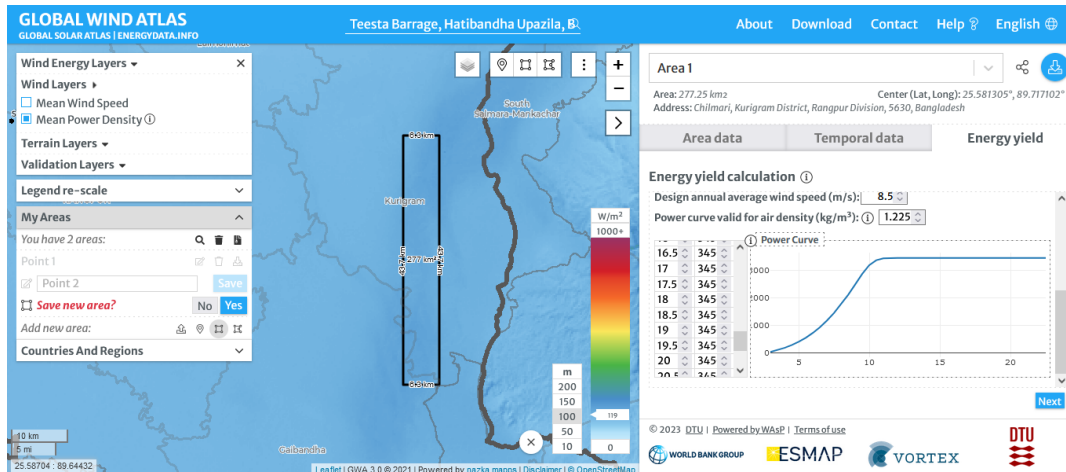 GLOBAL WIND ATLAS
GLOBAL SOLAR ATLAS | ENERGYDATA.INFO
Teesta Barrage, Hatibandha Upazila, B
About Download Contact Help English
Wind Energy Layers
Wind Layers
Mean Wind Speed
Mean Power Density
Terrain Layers
Validation Layers
Legend re-scale
My Areas
You have 2 areas:
Point 1
Point 2
Save
Save new area?
No Yes
Add new area:
Countries And Regions
10 km
5 mi
25.58704 : 89.64432
+
−
South
Salmara-Mankachar
6.3 km
Kurigram
277 km²
6.3 km
Gaibandha
W/m²
1000+
119
0
m
200
150
100
50
10
Leaflet | GWA 3.0 © 2021 | Powered by nazka mapps | Disclaimer | © OpenStreetMap
Area 1
Area: 277.25 km2
Center (Lat, Long): 25.581305°, 89.717102°
Address: Chilmari, Kurigram District, Rangpur Division, 5630, Bangladesh
Area data Temporal data Energy yield
Energy yield calculation
Design annual average wind speed (m/s): 8.5
Power curve valid for air density (kg/m³): 1.225
Power Curve
16.5 345
17 345
17.5 345
18 345
18.5 345
19 345
19.5 345
20 345
20.5 345
0
5 10 15 20
Next
© 2023 DTU | Powered by WAsP | Terms of use
WORLD BANK GROUP
ESMAP
VORTEX
DTU